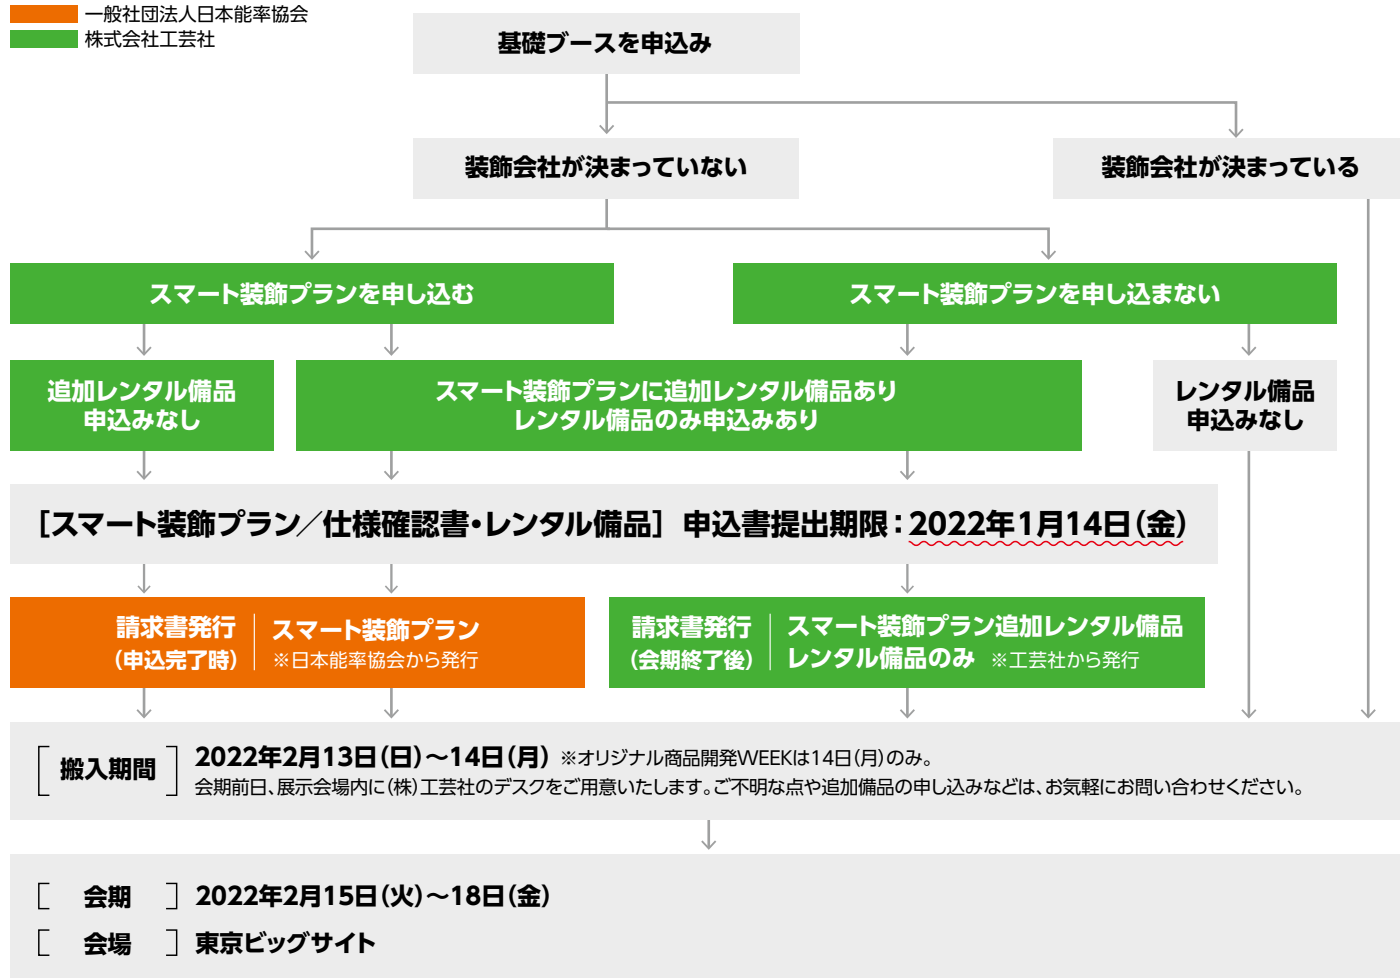 一般社団法人日本能率協会
株式会社工芸社
基礎ブースを申込み
装飾会社が決まっていない
装飾会社が決まっている
スマート装飾プランを申し込む
スマート装飾プランを申し込まない
追加レンタル備品
申込みなし
スマート装飾プランに追加レンタル備品あり
レンタル備品のみ申込みあり
レンタル備品
申込みなし
[スマート装飾プラン／仕様確認書・レンタル備品] 申込書提出期限：2022年1月14日（金）
請求書発行
（申込完了時）
スマート装飾プラン
※日本能率協会から発行
請求書発行
（会期終了後）
スマート装飾プラン追加レンタル備品
レンタル備品のみ ※工芸社から発行
[搬入期間] 2022年2月13日（日）～14日（月） ※オリジナル商品開発WEEKは14日（月）のみ。
会期前日、展示会場内に（株）工芸社のデスクをご用意いたします。ご不明な点や追加備品の申し込みなどは、お気軽にお問い合わせください。
[会期] 2022年2月15日（火）～18日（金）
[会場] 東京ビッグサイト